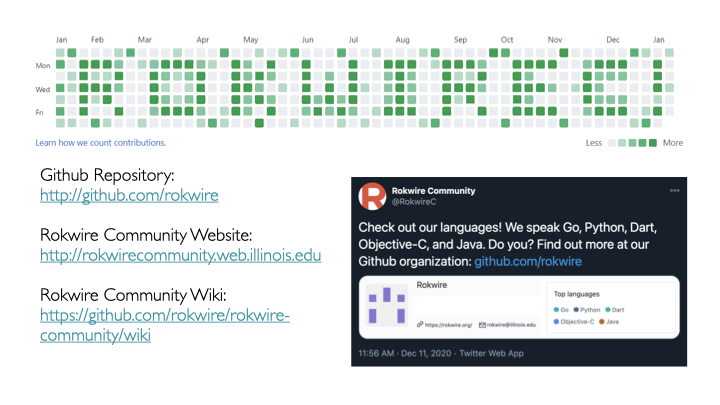 Jan Feb Mar Apr May Jun Jul Aug Sep Oct Nov Dec Jan
Mon
Wed
Fri
Learn how we count contributions.
Less More
Github Repository:
http://github.com/rokwire
Rokwire Community Website:
http://rokwirecommunity.web.illinois.edu
Rokwire Community Wiki:
https://github.com/rokwire/rokwire-
community/wiki
Rokwire Community
@RokwireC
Check out our languages! We speak Go, Python, Dart,
Objective-C, and Java. Do you? Find out more at our
Github organization: github.com/rokwire
Rokwire
https://rokwire.org/ rokwire@illinois.edu
Top languages
Go Python Dart
Objective-C Java
11:56 AM · Dec 11, 2020 · Twitter Web App